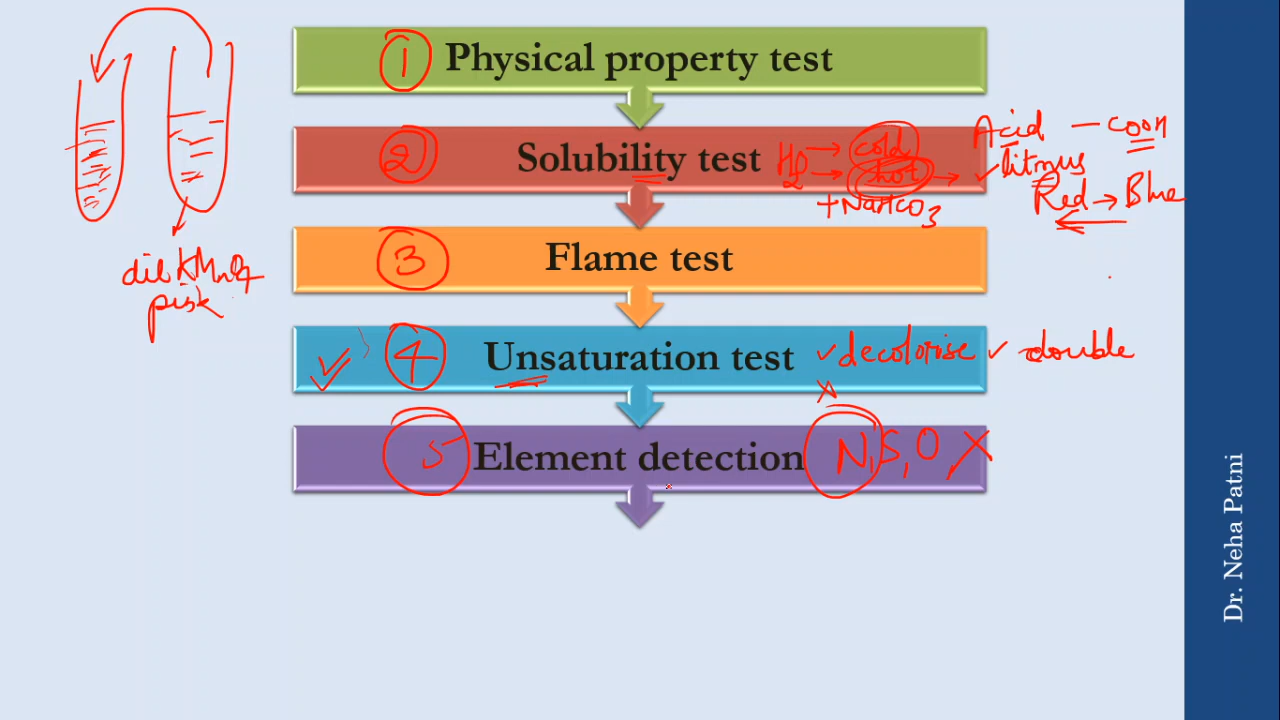 1 Physical property test
2 Solubility test H2O → cold
→ hot → ✓ litmus
+ NaHCO3
Acid — COOH
Red → Blue
3 Flame test
dil KMnO4
pink
✓ 4 Unsaturation test ✓ decolorise ✓ double
5 Element detection N, S, O, X
Dr. Neha Patni